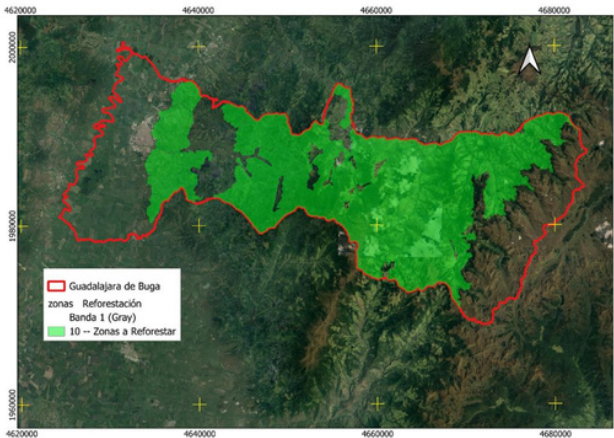 4620000 4640000 4660000 4680000
2000000
1980000
1960000
Guadalajara de Buga
zonas Reforestación
Banda 1 (Gray)
10 -- Zonas a Reforestar
4620000 4640000 4660000 4680000